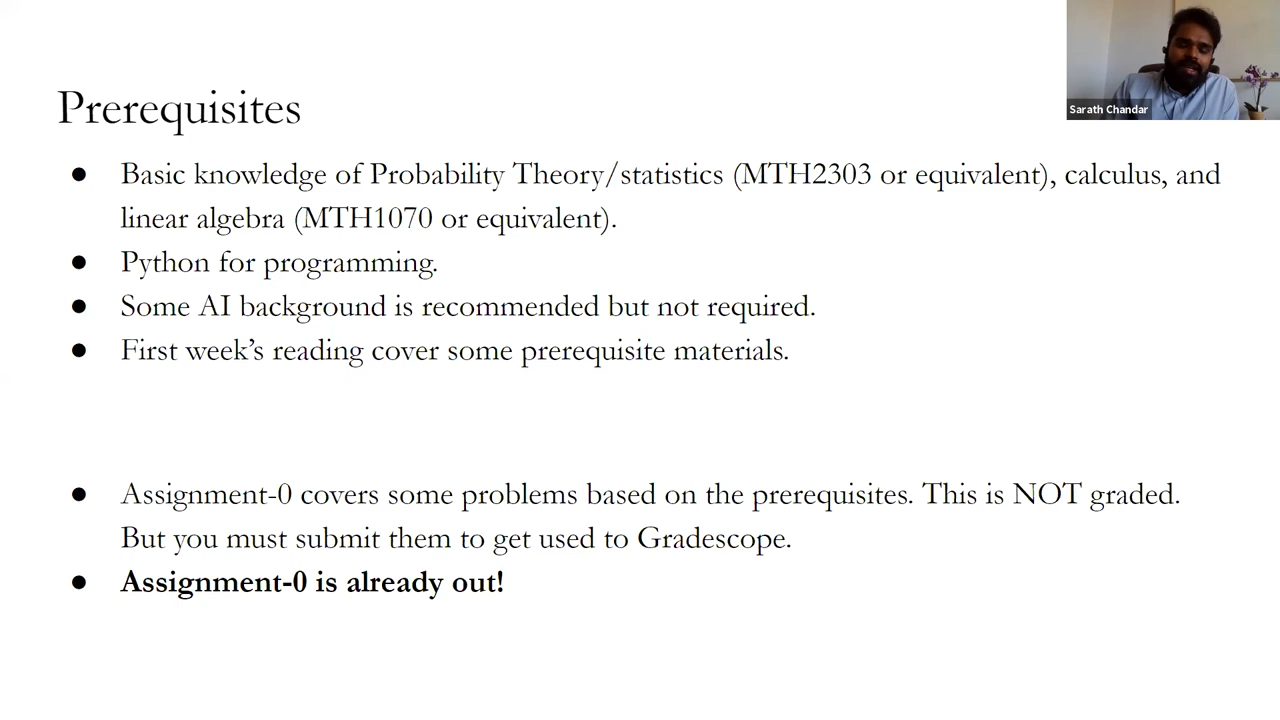 Sarath Chandar
Prerequisites
● Basic knowledge of Probability Theory/statistics (MTH2303 or equivalent), calculus, and
linear algebra (MTH1070 or equivalent).
● Python for programming.
● Some AI background is recommended but not required.
● First week’s reading cover some prerequisite materials.
● Assignment-0 covers some problems based on the prerequisites. This is NOT graded.
But you must submit them to get used to Gradescope.
● Assignment-0 is already out!